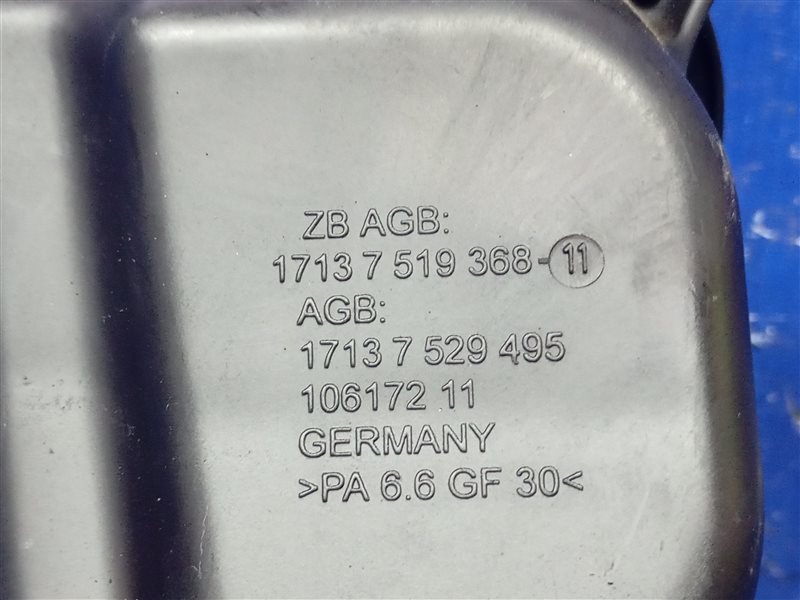 ZB AGB:
1713 7 519 368-11
AGB:
1713 7 529 495
106172 11
GERMANY
>PA 6.6 GF 30<